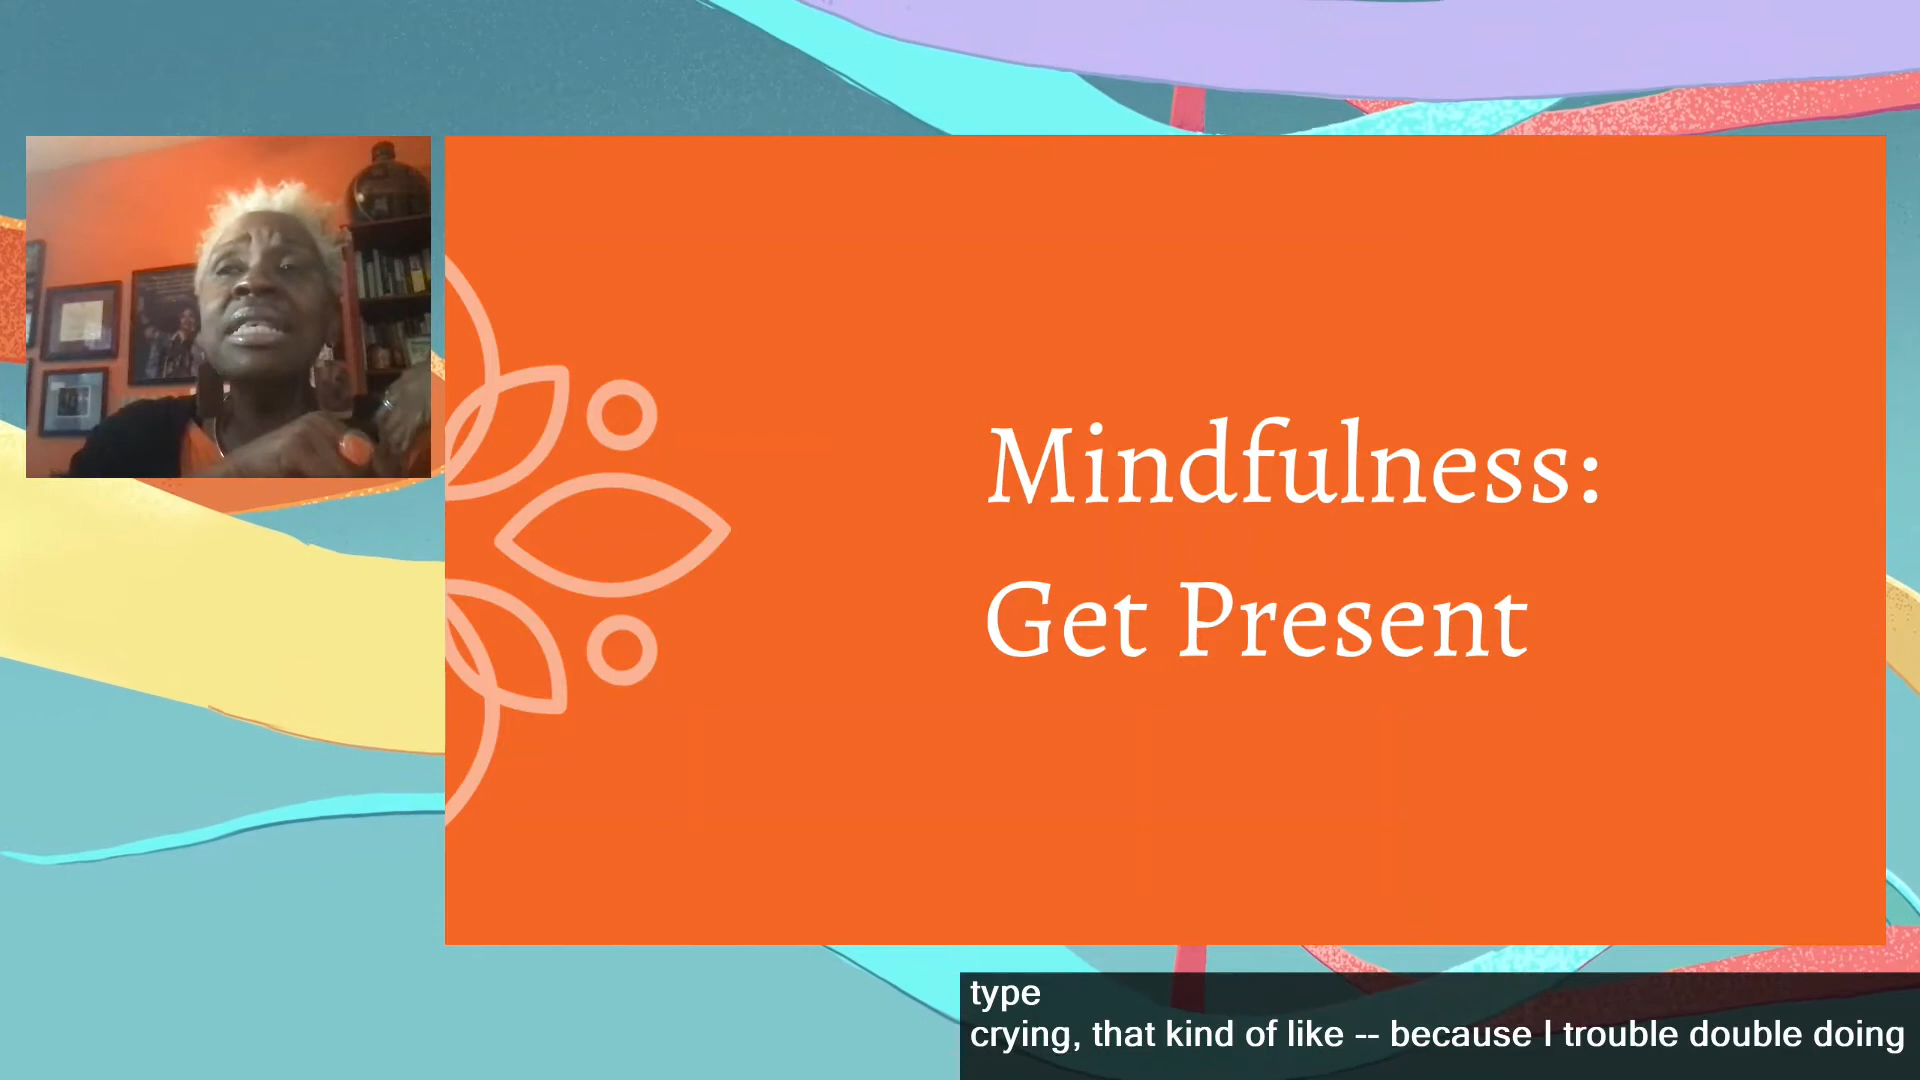 Mindfulness:
Get Present
type
crying, that kind of like -- because I trouble double doing